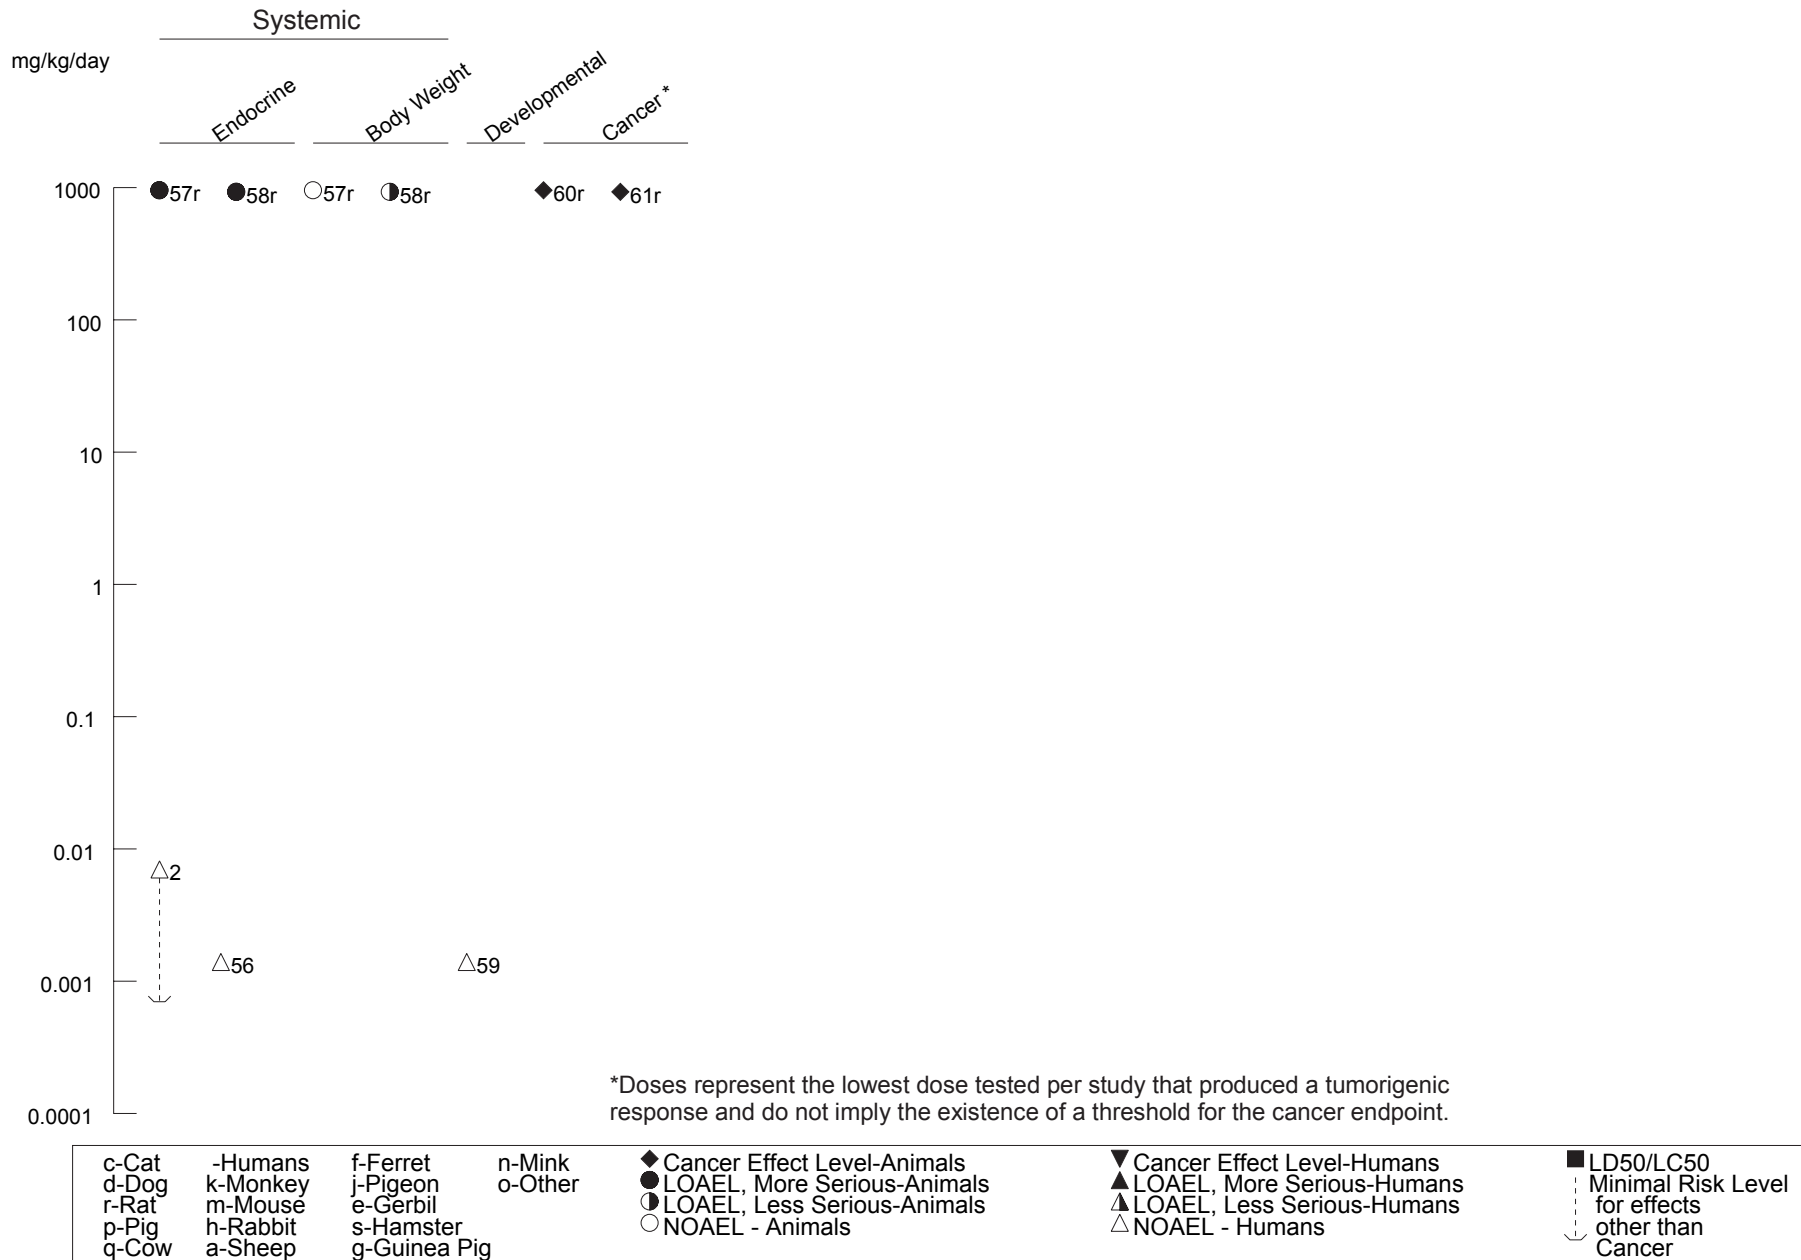 Systemic
mg/kg/day
Endocrine
Body Weight
Developmental
Cancer *
1000
57r
58r
57r
58r
60r
61r
100
10
1
0.1
0.01
2
56
59
0.001
*Doses represent the lowest dose tested per study that produced a tumorigenic
response and do not imply the existence of a threshold for the cancer endpoint.
0.0001
c-Cat
d-Dog
r-Rat
p-Pig
q-Cow
-Humans
k-Monkey
m-Mouse
h-Rabbit
a-Sheep
f-Ferret
j-Pigeon
e-Gerbil
s-Hamster
g-Guinea Pig
n-Mink
o-Other
Cancer Effect Level-Animals
LOAEL, More Serious-Animals
LOAEL, Less Serious-Animals
NOAEL - Animals
Cancer Effect Level-Humans
LOAEL, More Serious-Humans
LOAEL, Less Serious-Humans
NOAEL - Humans
LD50/LC50
Minimal Risk Level
for effects
other than
Cancer